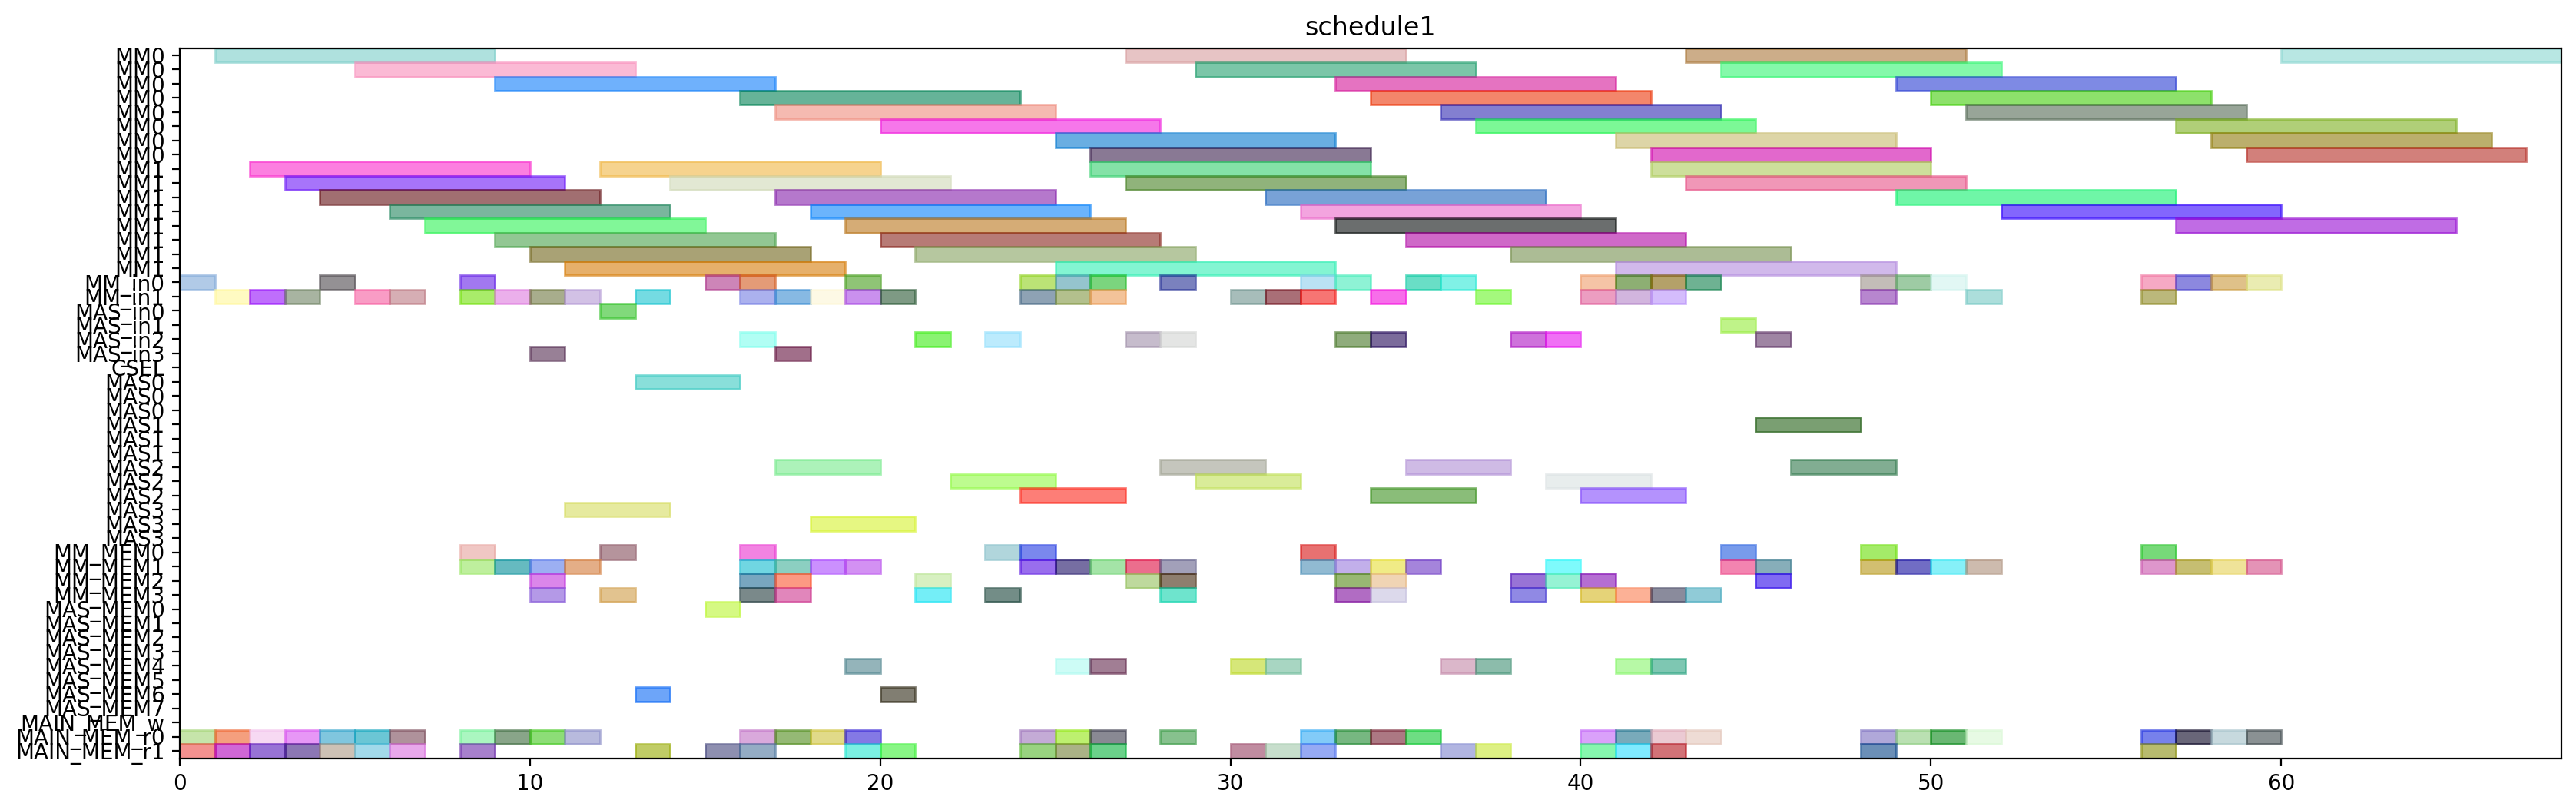 schedule1
MM0
MM0
MM0
MM0
MM0
MM0
MM0
MM0
MM1
MM1
MM1
MM1
MM1
MM1
MM1
MM1
MM_in0
MM_in1
MAS_in0
MAS_in1
MAS_in2
MAS_in3
CSEL
MAS0
MAS0
MAS0
MAS1
MAS1
MAS1
MAS2
MAS2
MAS2
MAS3
MAS3
MAS3
MM_MEM0
MM_MEM1
MM_MEM2
MM_MEM3
MAS_MEM0
MAS_MEM1
MAS_MEM2
MAS_MEM3
MAS_MEM4
MAS_MEM5
MAS_MEM6
MAS_MEM7
MAIN_MEM_w
MAIN_MEM_r0
MAIN_MEM_r1
0 10 20 30 40 50 60